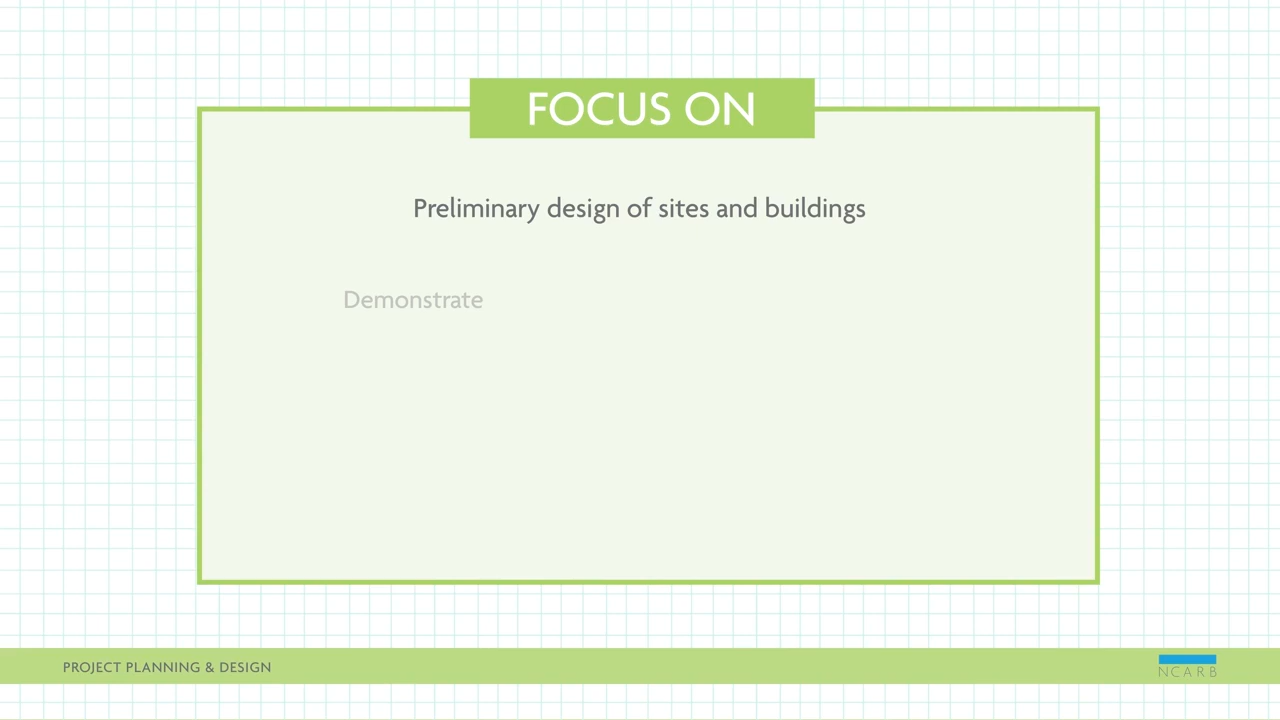 FOCUS ON
Preliminary design of sites and buildings
Demonstrate
PROJECT PLANNING & DESIGN
NCARB